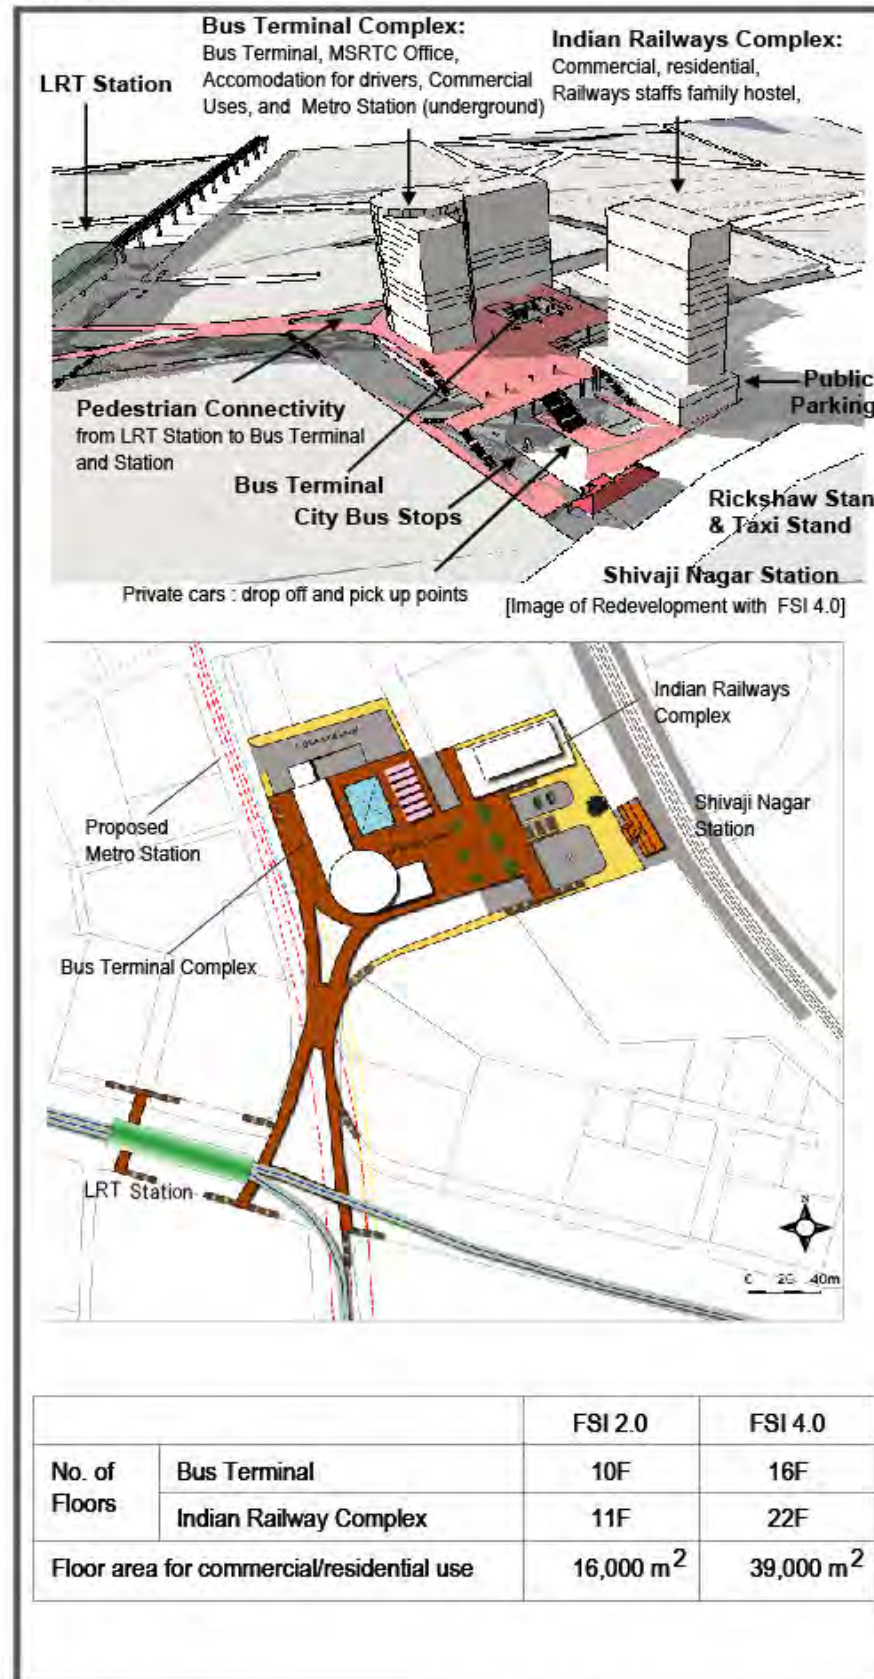 Bus Terminal Complex:
Bus Terminal, MSRTC Office,
Accomodation for drivers, Commercial
Uses, and Metro Station (underground)
Indian Railways Complex:
Commercial, residential,
Railways staffs family hostel,
LRT Station
Public
Parking
Pedestrian Connectivity
from LRT Station to Bus Terminal
and Station
Bus Terminal
City Bus Stops
Rickshaw Stan
& Taxi Stand
Private cars : drop off and pick up points
Shivaji Nagar Station
[Image of Redevelopment with FSI 4.0]
Indian Railways
Complex
Shivaji Nagar
Station
Proposed
Metro Station
Bus Terminal Complex
LRT Station
N
0 20 40m
FSI 2.0 FSI 4.0
No. of
Floors
Bus Terminal 10F 16F
Indian Railway Complex 11F 22F
Floor area for commercial/residential use 16,000 m² 39,000 m²